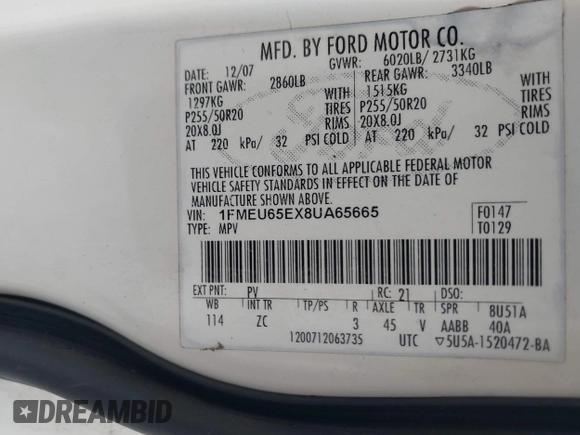 MFD. BY FORD MOTOR CO.
DATE: 12/07 GVWR: 6020LB/ 2731KG
FRONT GAWR: 2860LB REAR GAWR: 3340LB
1297KG 1515KG
P255/50R20 TIRES P255/50R20 TIRES
20X8.0J RIMS 20X8.0J RIMS
AT 220 kPa/ 32 PSI COLD AT 220 kPa/ 32 PSI COLD
THIS VEHICLE CONFORMS TO ALL APPLICABLE FEDERAL MOTOR
VEHICLE SAFETY STANDARDS IN EFFECT ON THE DATE OF
MANUFACTURE SHOWN ABOVE.
VIN: 1FMEU65EX8UA65665 F0147
TYPE: MPV T0129
EXT PNT: PV RC: 21 DSO:
WB INT TR TP/PS R AXLE TR SPR BU51A
114 ZC 3 45 V AABB 40A
1200712063735 UTC ▽5U5A-1520472-BA
DREAMBID